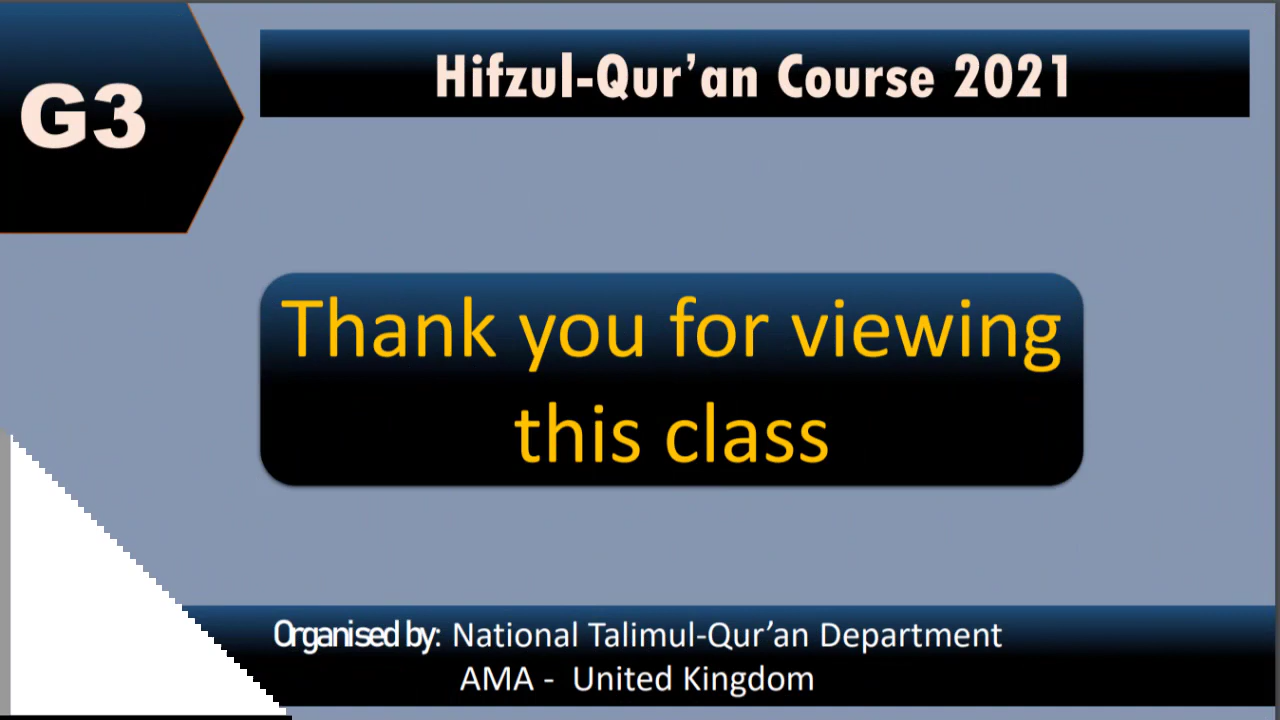 G3
Hifzul-Qur’an Course 2021
Thank you for viewing
this class
Organised by: National Talimul-Qur’an Department
AMA - United Kingdom